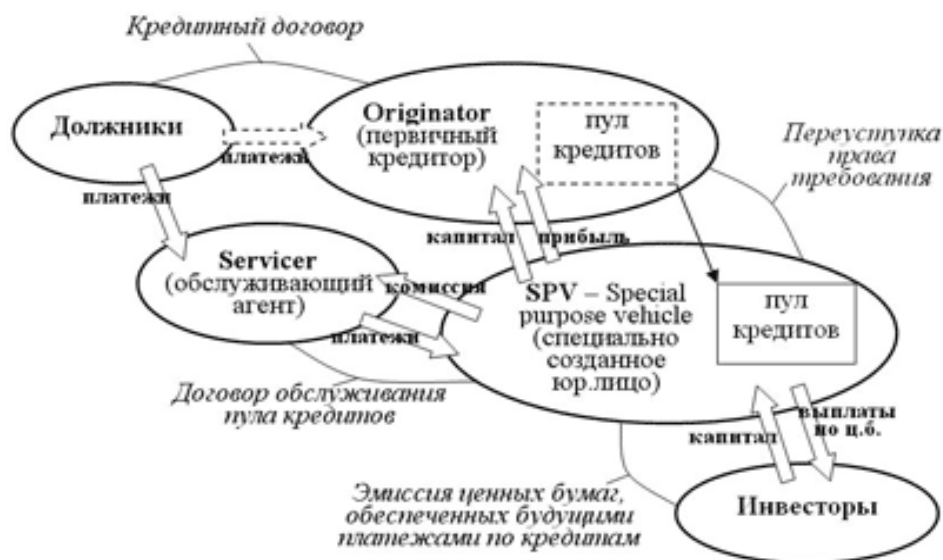 Кредитный договор
Должники
платежи
Originator
(первичный
кредитор)
пул
кредитов
Переуступка
права
требования
платежи
капитал
прибыль
Servicer
(обслуживающий
агент)
комиссия
платежи
SPV – Special
purpose vehicle
(специально
созданное
юр.лицо)
пул
кредитов
Договор обслуживания
пула кредитов
капитал
выплаты
по ц.б.
Эмиссия ценных бумаг,
обеспеченных будущими
платежами по кредитам
Инвесторы